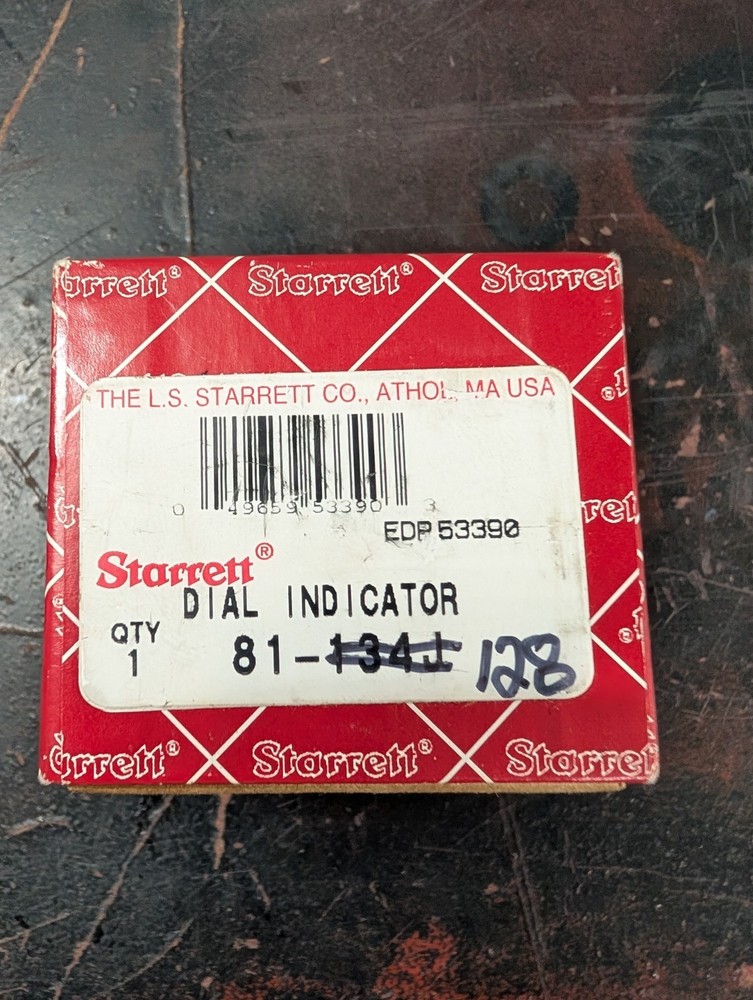 Starrett® Starrett®
THE L.S. STARRETT CO., ATHOL, MA USA
0 49659 53390 3
EDP 53390
Starrett®
DIAL INDICATOR
QTY
1
81-134J 128
Starrett® Starrett®